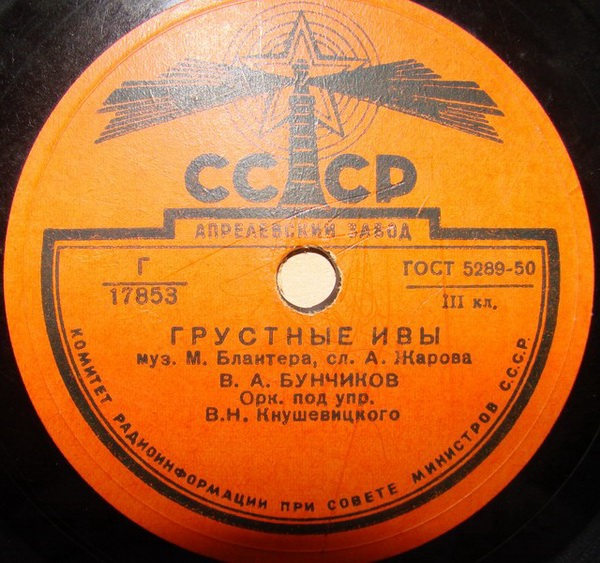 СССР
АПРЕЛЕВСКИЙ ЗАВОД
Г
17853
ГОСТ 5289-50
III кл.
ГРУСТНЫЕ ИВЫ
муз. М. Блантера, сл. А. Жарова
В. А. БУНЧИКОВ
Орк. под упр.
В.Н. Кнушевицкого
КОМИТЕТ РАДИОИНФОРМАЦИИ ПРИ СОВЕТЕ МИНИСТРОВ С.С.С.Р.